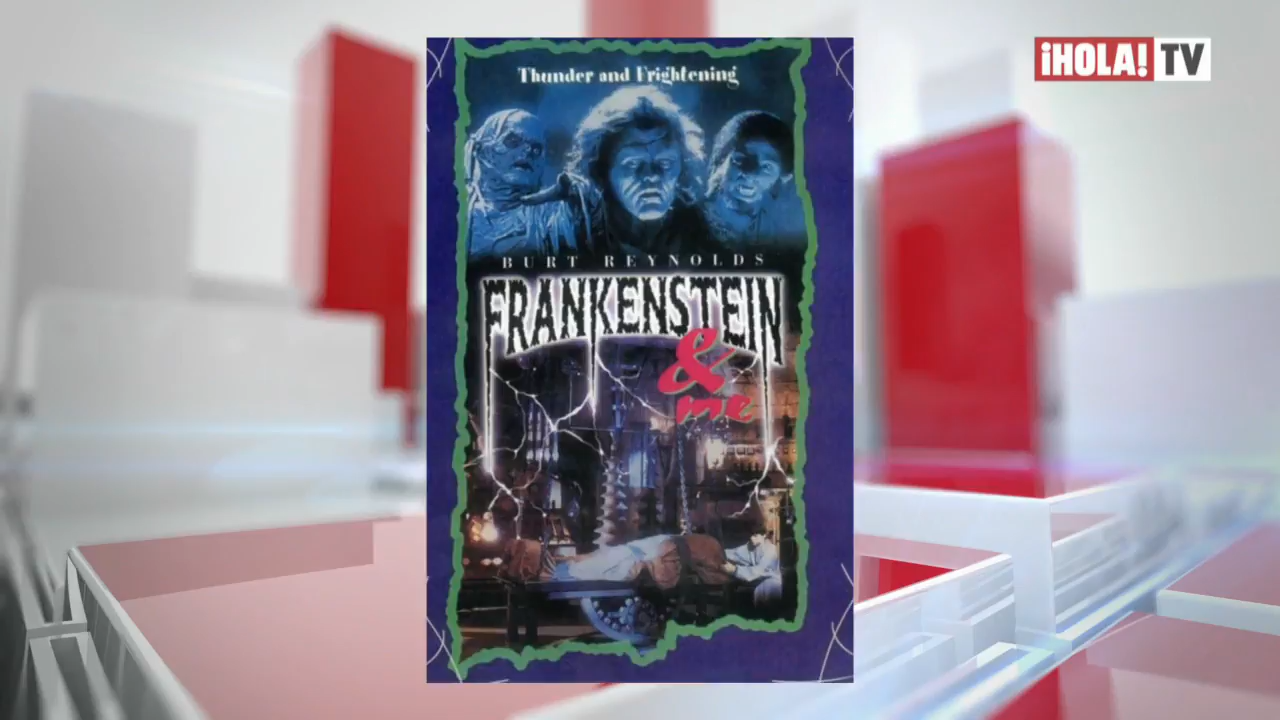 ¡HOLA! TV
Thunder and Frightening
BURT REYNOLDS
FRANKENSTEIN
&
me